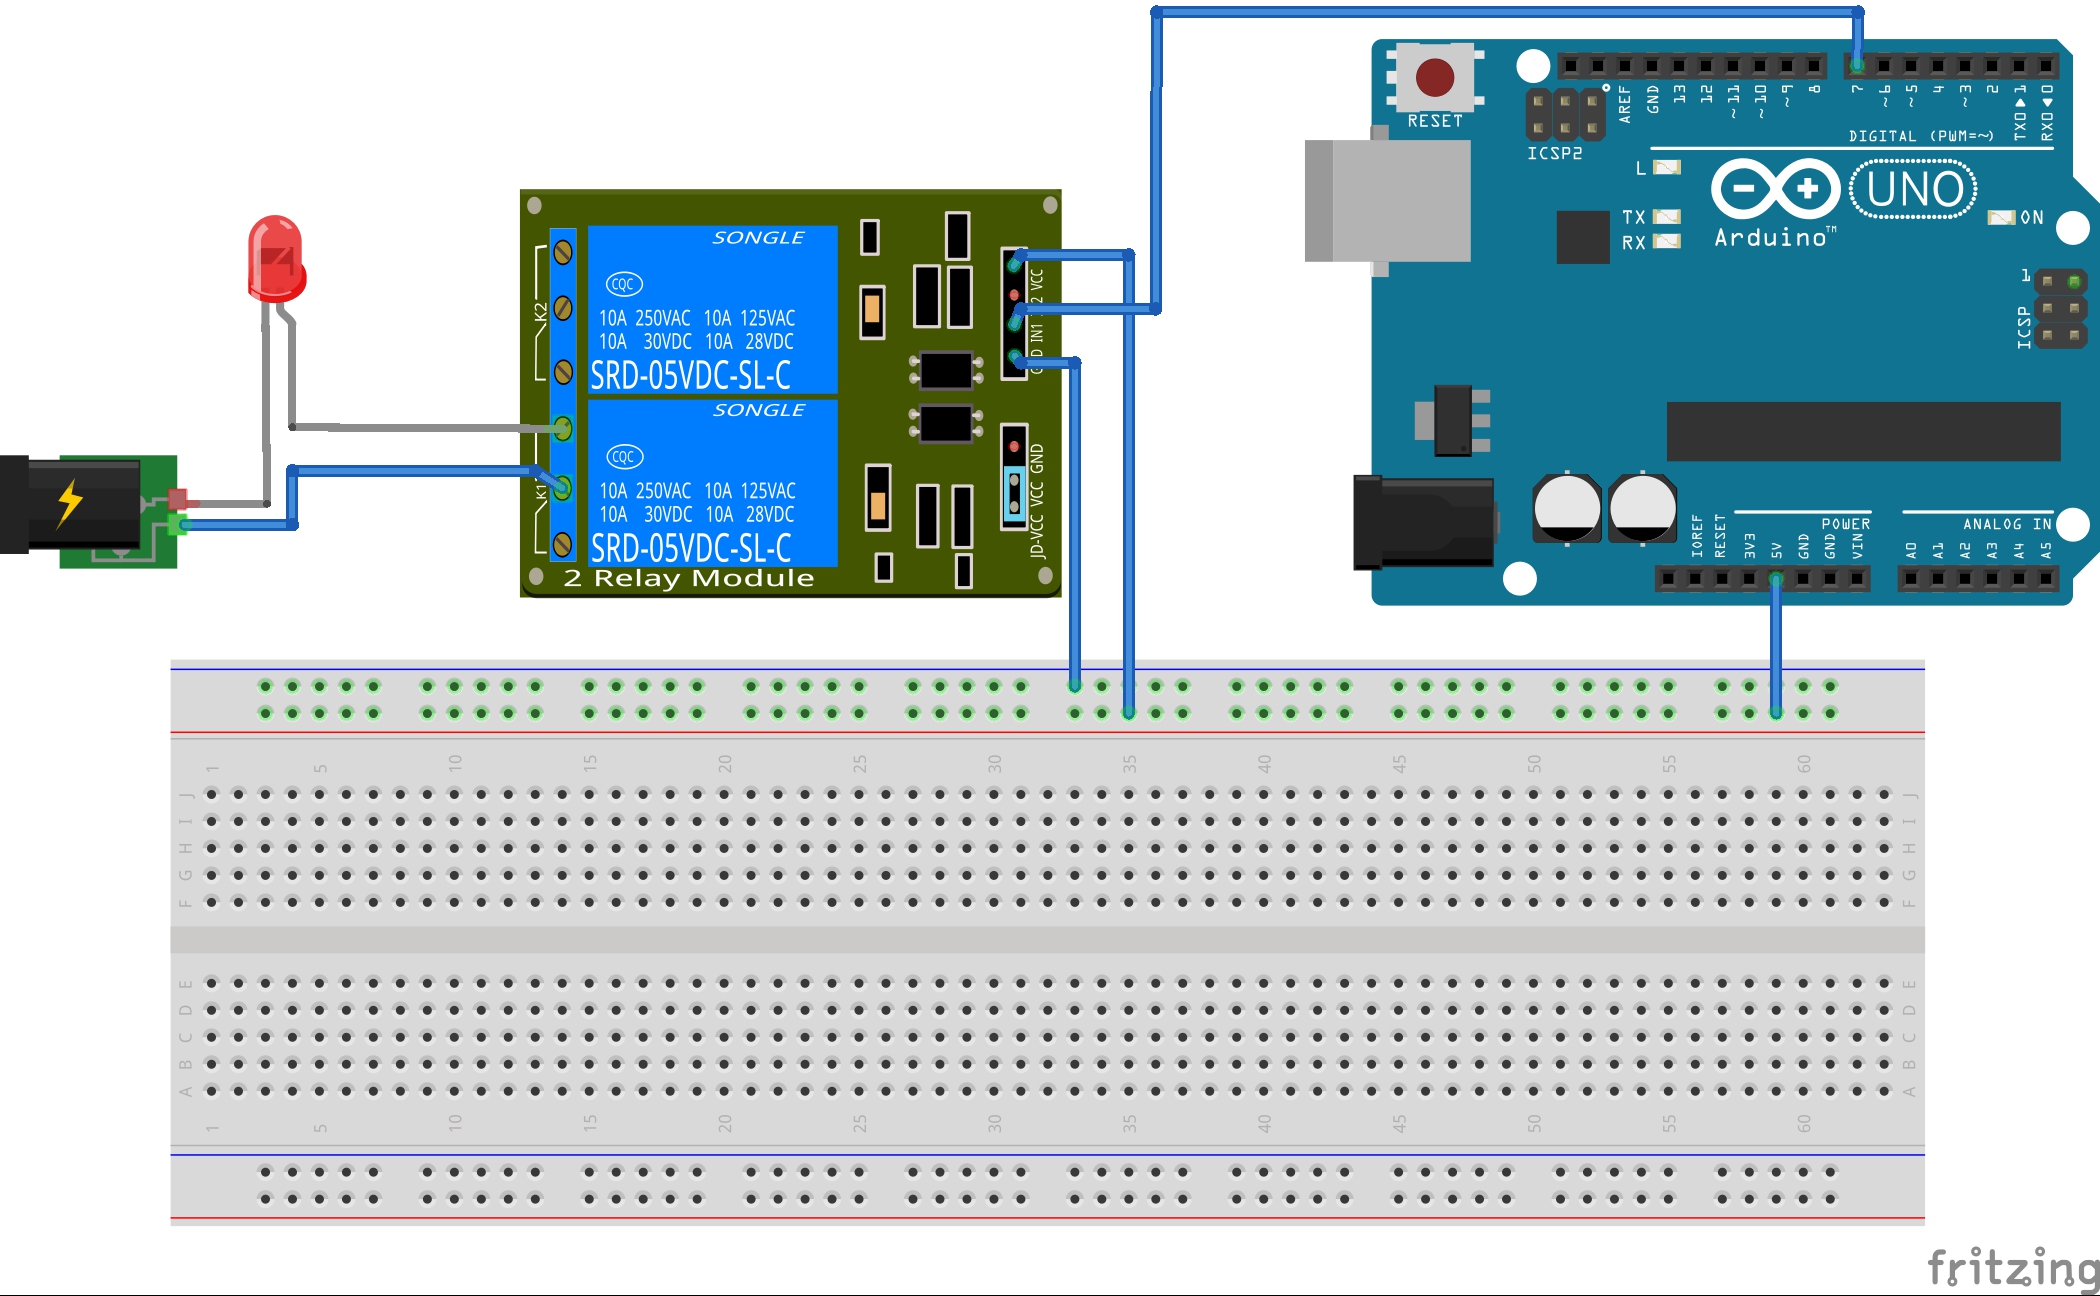 RESET
ICSP2
AREF
GND
13
12
~11
~10
~9
8
7
~6
~5
4
~3
2
TX0▶1
RX0◀0
DIGITAL (PWM=~)
L
TX
RX
UNO
Arduino™
ON
1
ICSP
IOREF
RESET
3V3
5V
GND
GND
VIN
POWER
ANALOG IN
A0
A1
A2
A3
A4
A5
K2
SONGLE
CQC
10A 250VAC 10A 125VAC
10A 30VDC 10A 28VDC
SRD-05VDC-SL-C
K1
SONGLE
CQC
10A 250VAC 10A 125VAC
10A 30VDC 10A 28VDC
SRD-05VDC-SL-C
2 Relay Module
IN1 VCC
JD-VCC VCC GND
1 5 10 15 20 25 30 35 40 45 50 55 60
J J
I I
H H
G G
F F
E E
D D
C C
B B
A A
1 5 10 15 20 25 30 35 40 45 50 55 60
fritzing